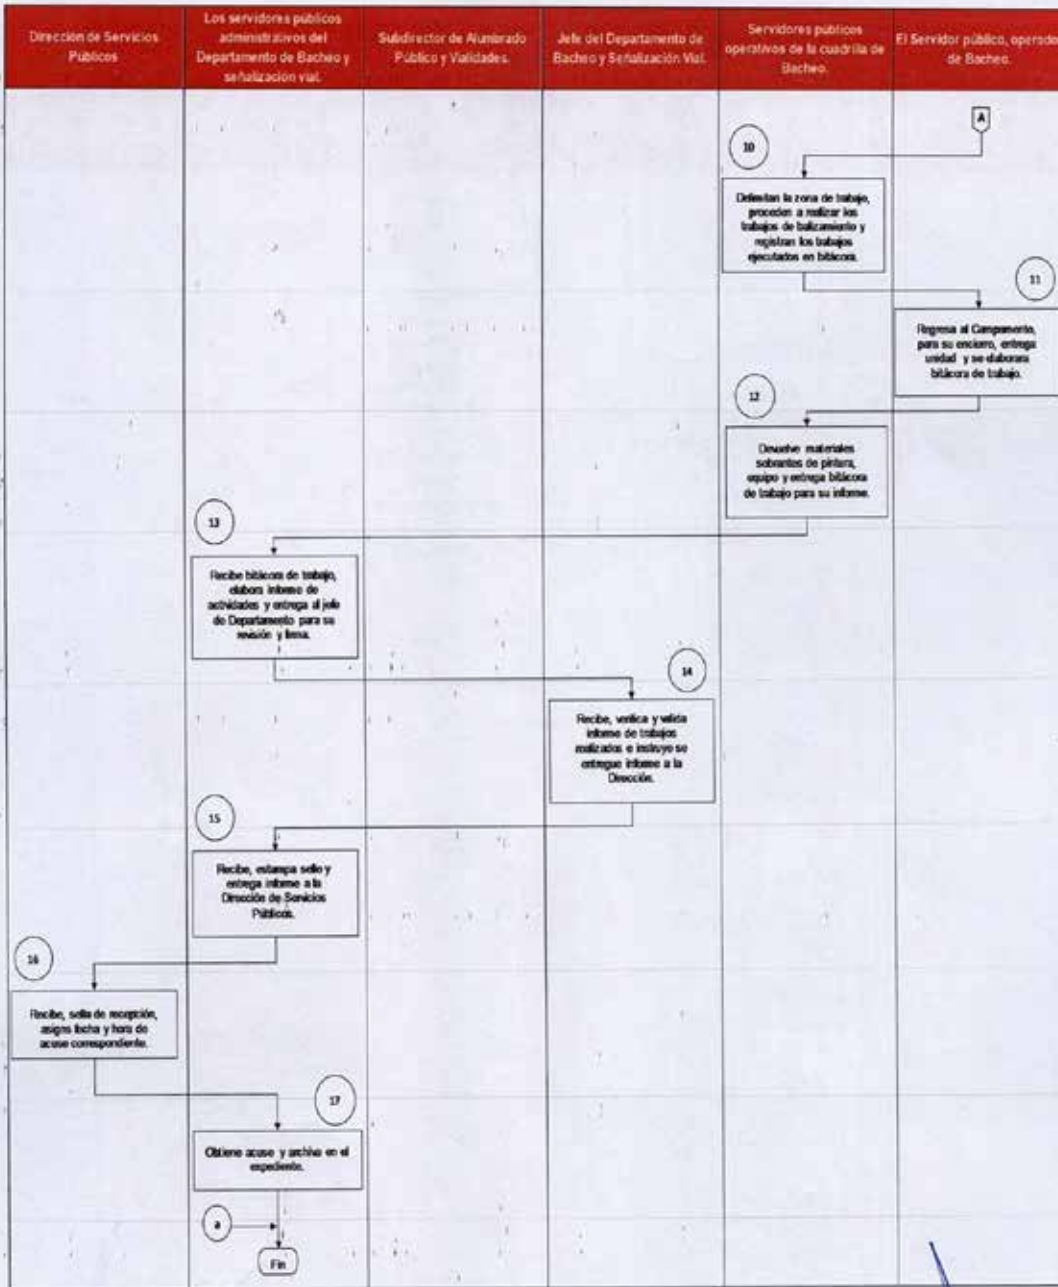 Dirección de Servicios
Públicos
Los servidores públicos
administrativos del
Departamento de Bacheo y
señalización vial.
Subdirector de Alumbrado
Público y Vialidades.
Jefe del Departamento de
Bacheo y Señalización Vial.
Servidores públicos
operativos de la cuadrilla de
Bacheo.
El Servidor público, operador
de Bacheo.
A
10
Delimitan la zona de trabajo,
proceden a realizar los
trabajos de balizamiento y
registran los trabajos
ejecutados en bitácora.
11
Regresa al Campamento,
para su encierro, entrega
unidad y se elaborara
bitácora de trabajo.
12
Devuelve materiales
sobrantes de pintura,
equipo y entrega bitácora
de trabajo para su informe.
13
Recibe bitácora de trabajo,
elabora informe de
actividades y entrega al jefe
de Departamento para su
revisión y firma.
14
Recibe, verifica y valida
informe de trabajos
realizados e instruye se
entregue informe a la
Dirección.
15
Recibe, estampa sello y
entrega informe a la
Dirección de Servicios
Públicos.
16
Recibe, sella de recepción,
asigna fecha y hora de
acuse correspondiente.
17
Obtiene acuse y archiva en el
expediente.
a
Fin